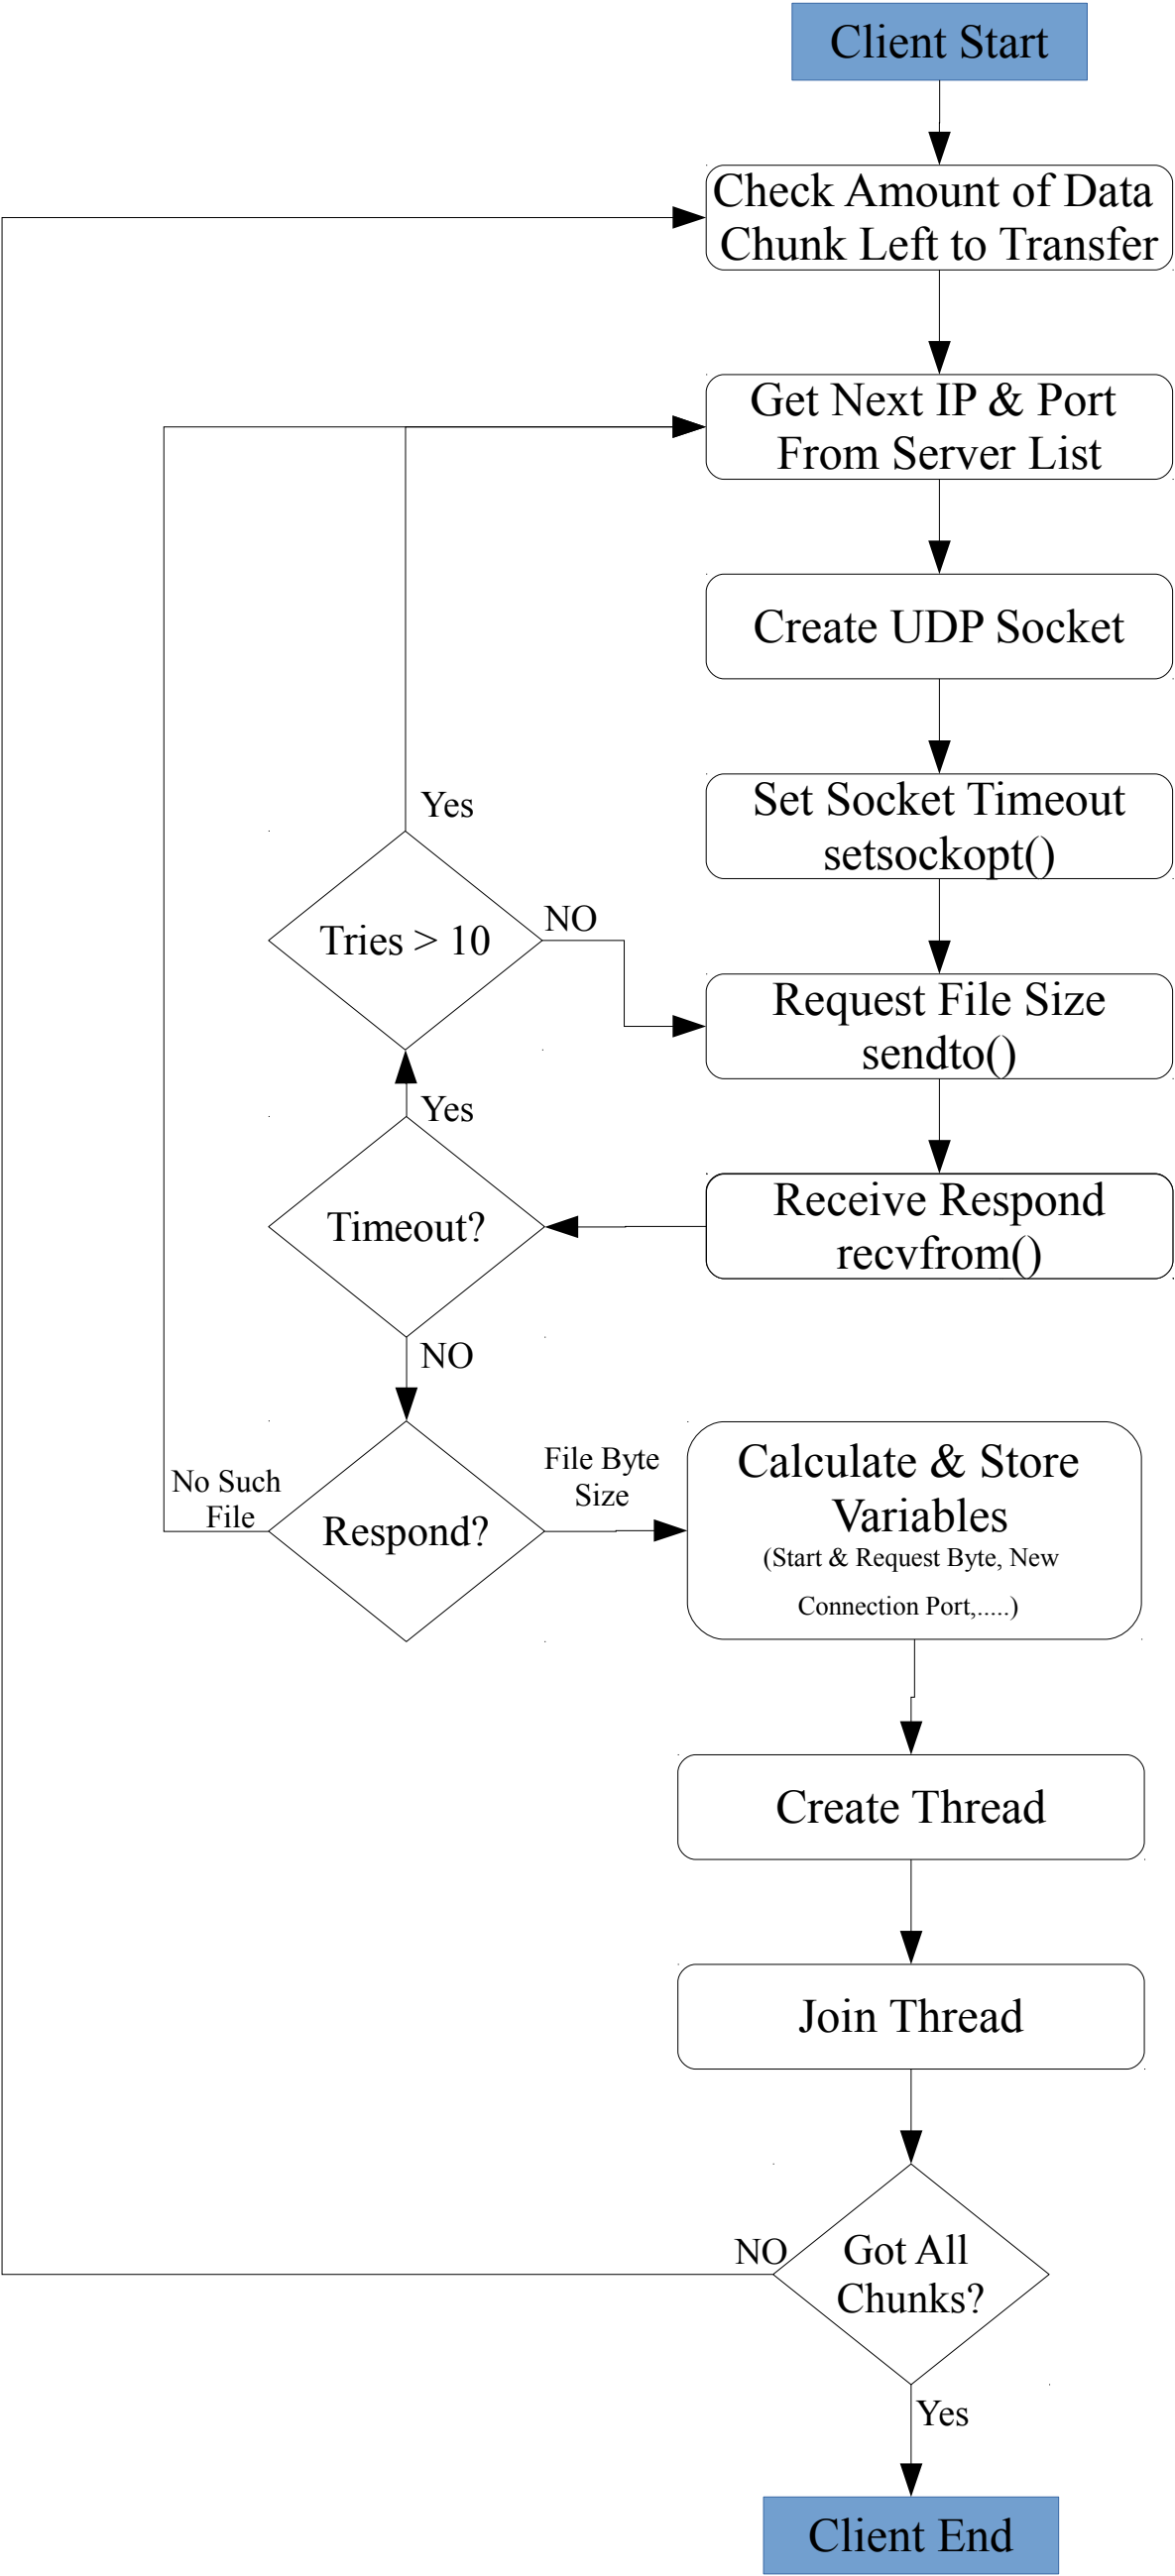 Client Start
Check Amount of Data
Chunk Left to Transfer
Get Next IP & Port
From Server List
Create UDP Socket
Set Socket Timeout
setsockopt()
Yes
Tries > 10
NO
Request File Size
sendto()
Yes
Timeout?
Receive Respond
recvfrom()
NO
No Such
File
Respond?
File Byte
Size
Calculate & Store
Variables
(Start & Request Byte, New
Connection Port,.....)
Create Thread
Join Thread
NO
Got All
Chunks?
Yes
Client End